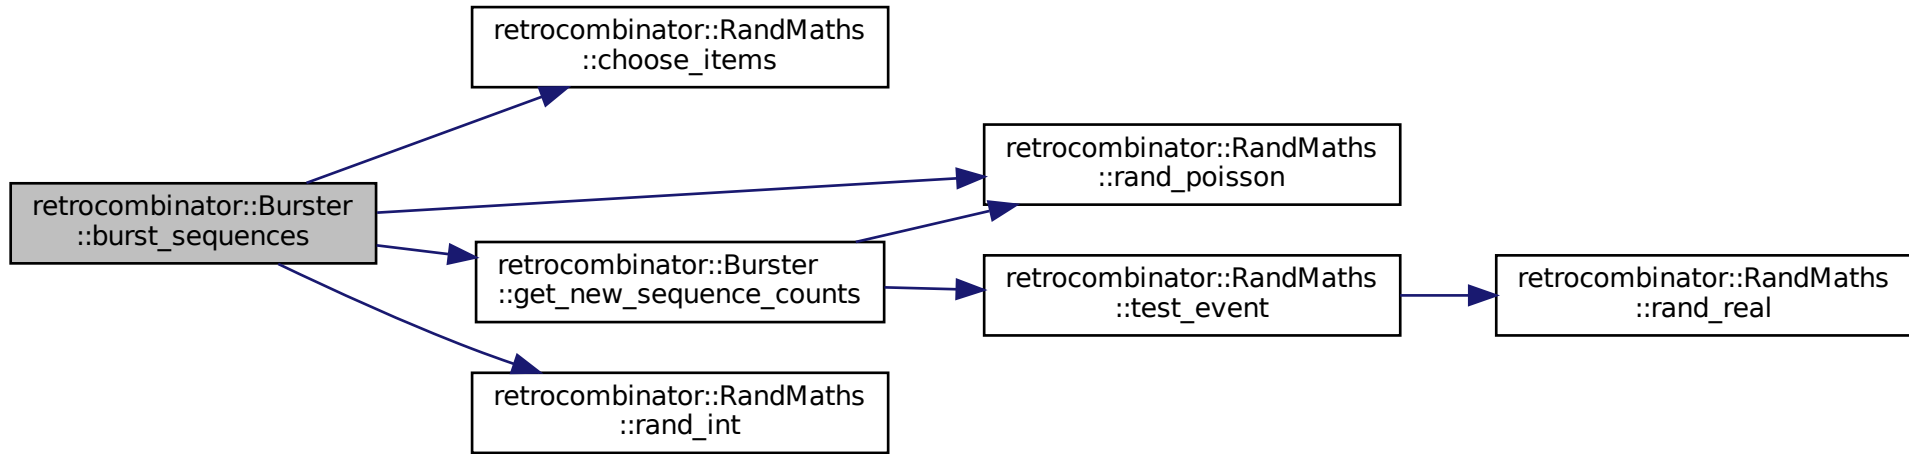 retrocombinator::RandMaths
::choose_items
retrocombinator::RandMaths
::rand_poisson
retrocombinator::Burster
::burst_sequences
retrocombinator::Burster
::get_new_sequence_counts
retrocombinator::RandMaths
::test_event
retrocombinator::RandMaths
::rand_real
retrocombinator::RandMaths
::rand_int